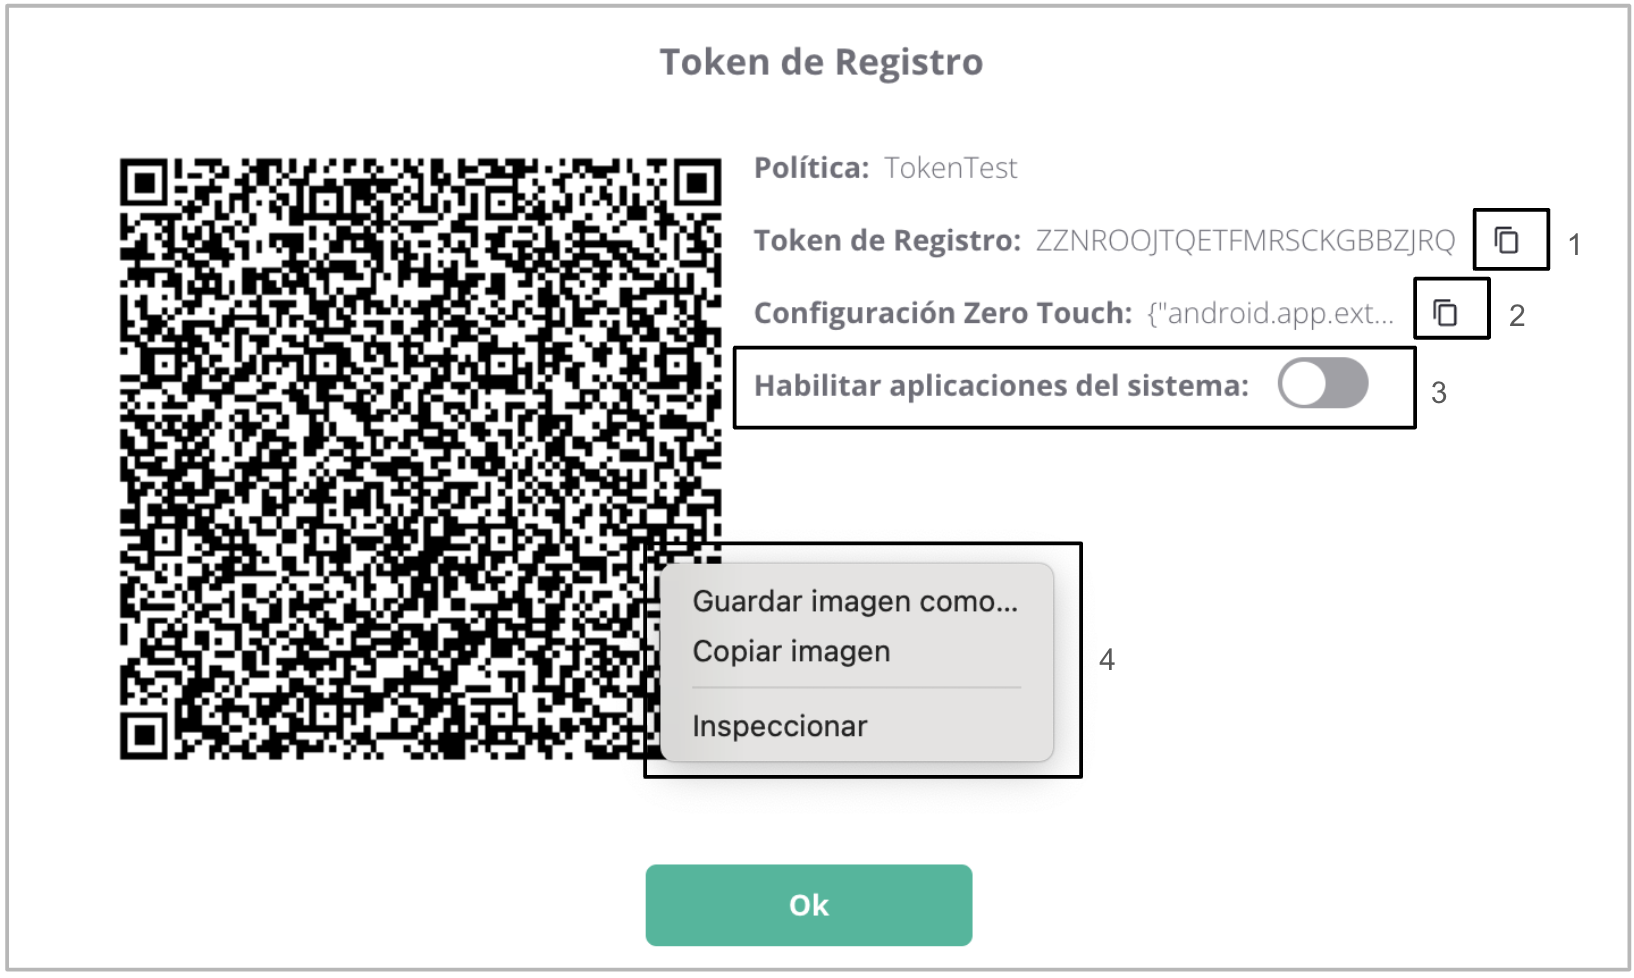 Token de Registro
Política: TokenTest
Token de Registro: ZZNROOJTQETFMRSCKGBBZJRQ
1
Configuración Zero Touch: {"android.app.ext...
2
Habilitar aplicaciones del sistema:
3
Guardar imagen como...
Copiar imagen
4
Inspeccionar
Ok